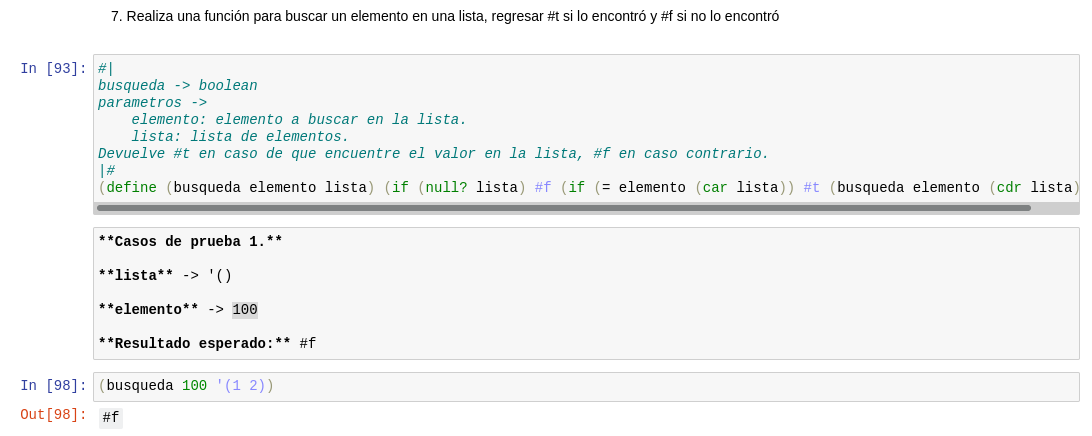 7. Realiza una función para buscar un elemento en una lista, regresar #t si lo encontró y #f si no lo encontró
In [93]:
#|
busqueda -> boolean
parametros ->
elemento: elemento a buscar en la lista.
lista: lista de elementos.
Devuelve #t en caso de que encuentre el valor en la lista, #f en caso contrario.
|#
(define (busqueda elemento lista) (if (null? lista) #f (if (= elemento (car lista)) #t (busqueda elemento (cdr lista)
**Casos de prueba 1.**
**lista** -> '()
**elemento** -> 100
**Resultado esperado:** #f
In [98]: (busqueda 100 '(1 2))
Out[98]: #f